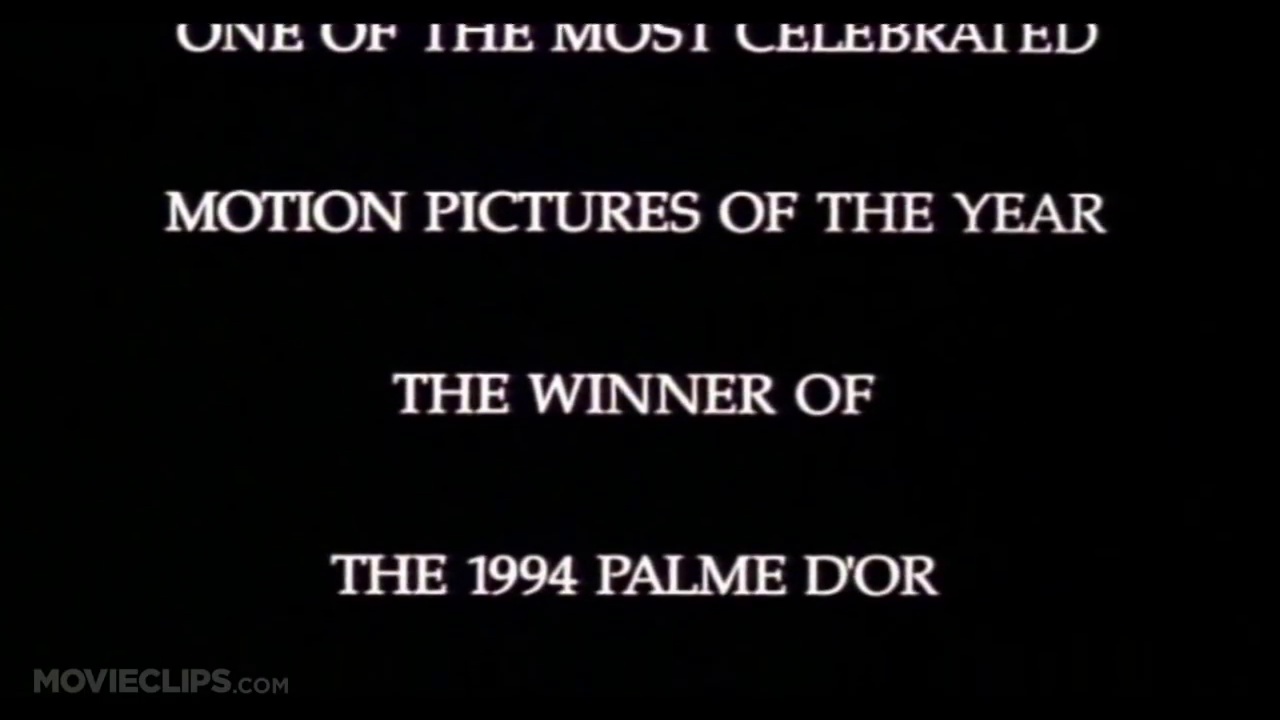 ONE OF THE MOST CELEBRATED
MOTION PICTURES OF THE YEAR
THE WINNER OF
THE 1994 PALME D'OR
MOVIECLIPS.COM